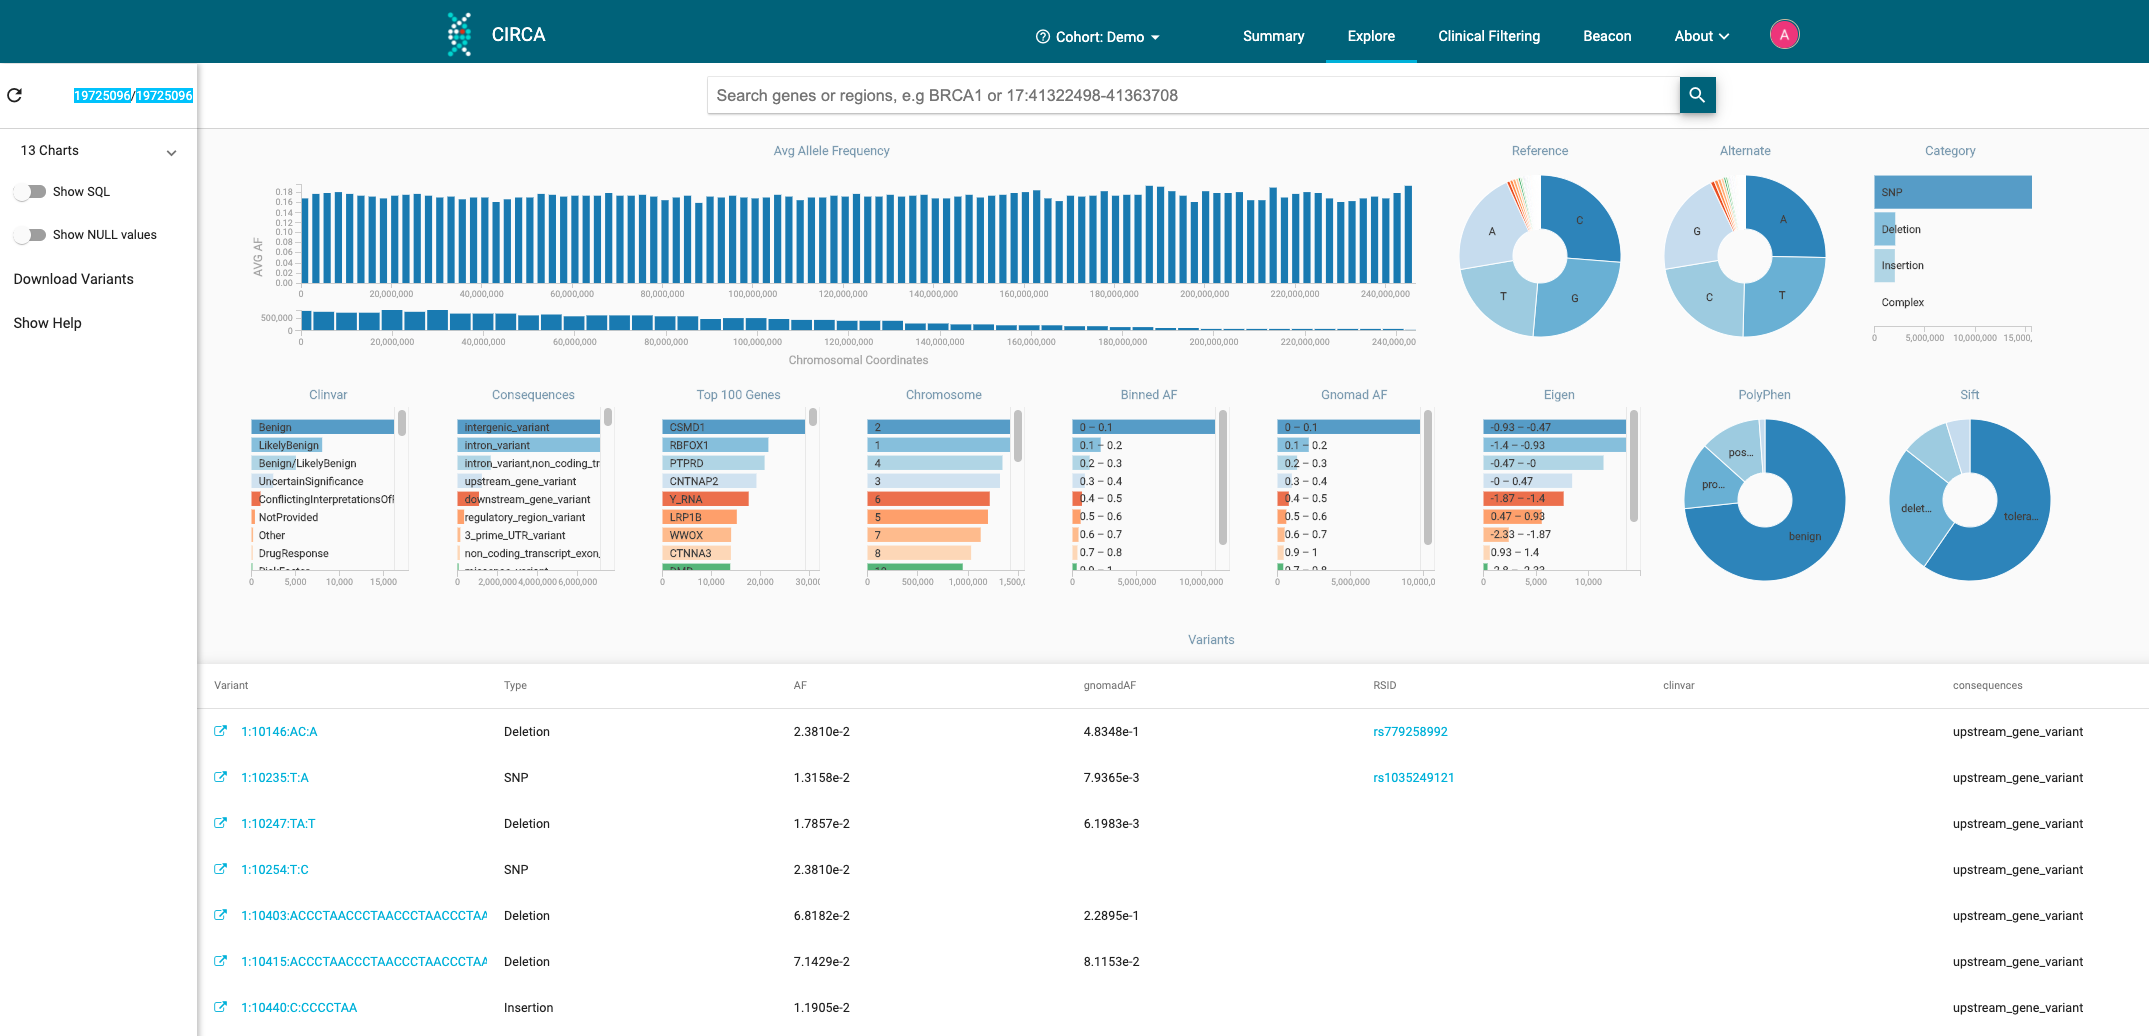 CIRCA
Cohort: Demo
Summary
Explore
Clinical Filtering
Beacon
About
A
19725096/19725096
Search genes or regions, e.g BRCA1 or 17:41322498-41363708
13 Charts
Show SQL
Show NULL values
Download Variants
Show Help
Avg Allele Frequency
AVG AF
0.18
0.16
0.14
0.12
0.10
0.08
0.06
0.04
0.02
0.00
0 20,000,000 40,000,000 60,000,000 80,000,000 100,000,000 120,000,000 140,000,000 160,000,000 180,000,000 200,000,000 220,000,000 240,000,000
500,000
0
0 20,000,000 40,000,000 60,000,000 80,000,000 100,000,000 120,000,000 140,000,000 160,000,000 180,000,000 200,000,000 220,000,000 240,000,00
Chromosomal Coordinates
Reference
C
G
T
A
Alternate
A
T
C
G
Category
SNP
Deletion
Insertion
Complex
0 5,000,000 10,000,000 15,000,
Clinvar
Benign
LikelyBenign
Benign/LikelyBenign
UncertainSignificance
ConflictingInterpretationsOfI
NotProvided
Other
DrugResponse
0 5,000 10,000 15,000
Consequences
intergenic_variant
intron_variant
intron_variant,non_coding_tr
upstream_gene_variant
downstream_gene_variant
regulatory_region_variant
3_prime_UTR_variant
non_coding_transcript_exon_
0 2,000,000 4,000,000 6,000,000
Top 100 Genes
CSMD1
RBFOX1
PTPRD
CNTNAP2
Y_RNA
LRP1B
WWOX
CTNNA3
0 10,000 20,000 30,00
Chromosome
2
1
4
3
6
5
7
8
0 500,000 1,000,000 1,500,
Binned AF
0 – 0.1
0.1 – 0.2
0.2 – 0.3
0.3 – 0.4
0.4 – 0.5
0.5 – 0.6
0.6 – 0.7
0.7 – 0.8
0 5,000,000 10,000,000
Gnomad AF
0 – 0.1
0.1 – 0.2
0.2 – 0.3
0.3 – 0.4
0.4 – 0.5
0.5 – 0.6
0.6 – 0.7
0.9 – 1
0 5,000,000 10,000,0
Eigen
-0.93 – -0.47
-1.4 – -0.93
-0.47 – -0
-0 – 0.47
-1.87 – -1.4
0.47 – 0.93
-2.33 – -1.87
0.93 – 1.4
0 5,000 10,000
PolyPhen
pos...
pro...
benign
Sift
delet...
tolera...
Variants
Variant Type AF gnomadAF RSID clinvar consequences
1:10146:AC:A Deletion 2.3810e-2 4.8348e-1 rs779258992 upstream_gene_variant
1:10235:T:A SNP 1.3158e-2 7.9365e-3 rs1035249121 upstream_gene_variant
1:10247:TA:T Deletion 1.7857e-2 6.1983e-3 upstream_gene_variant
1:10254:T:C SNP 2.3810e-2 upstream_gene_variant
1:10403:ACCCTAACCCTAACCCTAACCCTAA Deletion 6.8182e-2 2.2895e-1 upstream_gene_variant
1:10415:ACCCTAACCCTAACCCTAACCCTAA Deletion 7.1429e-2 8.1153e-2 upstream_gene_variant
1:10440:C:CCCCTAA Insertion 1.1905e-2 upstream_gene_variant